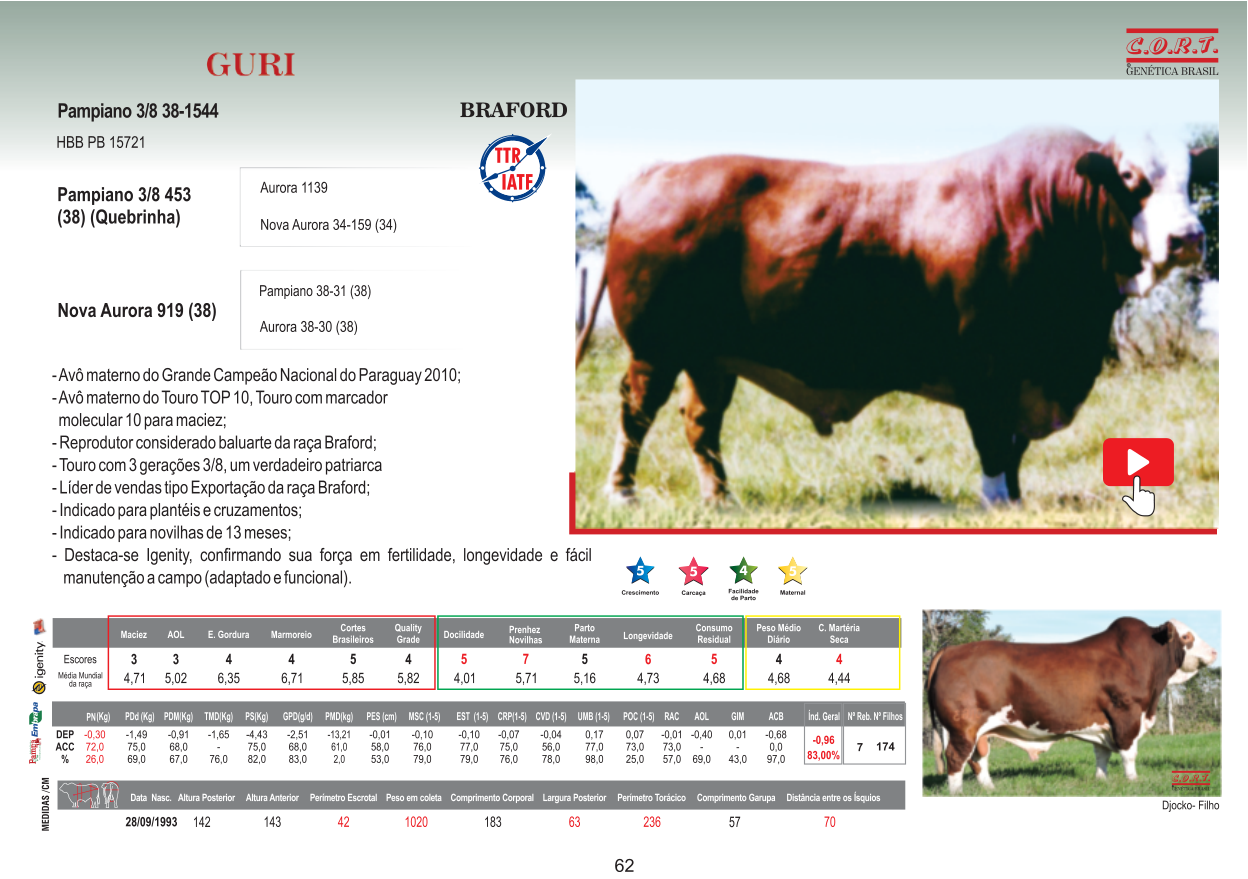 GURI
C.O.R.T.
GENÉTICA BRASIL
Pampiano 3/8 38-1544
BRAFORD
HBB PB 15721
TTR
IATF
Pampiano 3/8 453
(38) (Quebrinha)
Aurora 1139
Nova Aurora 34-159 (34)
Nova Aurora 919 (38)
Pampiano 38-31 (38)
Aurora 38-30 (38)
- Avô materno do Grande Campeão Nacional do Paraguay 2010;
- Avô materno do Touro TOP 10, Touro com marcador
molecular 10 para maciez;
- Reprodutor considerado baluarte da raça Braford;
- Touro com 3 gerações 3/8, um verdadeiro patriarca
- Líder de vendas tipo Exportação da raça Braford;
- Indicado para plantéis e cruzamentos;
- Indicado para novilhas de 13 meses;
- Destaca-se Igenity, confirmando sua força em fertilidade, longevidade e fácil
manutenção a campo (adaptado e funcional).
5 5 4 5
Crescimento Carcaça Facilidade de Parto Maternal
igenity
Maciez AOL E. Gordura Marmoreio Cortes Brasileiros Quality Grade Docilidade Prenhez Novilhas Parto Materna Longevidade Consumo Residual Peso Médio Diário C. Martéria Seca
Escores 3 3 4 4 5 4 5 7 5 6 5 4 4
Média Mundial da raça 4,71 5,02 6,35 6,71 5,85 5,82 4,01 5,71 5,16 4,73 4,68 4,68 4,44
Embrapa
PN(Kg) PDd (Kg) PDM(Kg) TMD(Kg) PS(Kg) GPD(g/d) PMD(kg) PES (cm) MSC (1-5) EST (1-5) CRP(1-5) CVD (1-5) UMB (1-5) POC (1-5) RAC AOL GIM ACB Índ. Geral Nº Reb. Nº Filhos
DEP -0,30 -1,49 -0,91 -1,65 -4,43 -2,51 -13,21 -0,01 -0,10 -0,10 -0,07 -0,04 0,17 0,07 -0,01 -0,40 0,01 -0,68
ACC 72,0 75,0 68,0 - 75,0 68,0 61,0 58,0 76,0 77,0 75,0 56,0 77,0 73,0 73,0 - - 0,0
% 26,0 69,0 67,0 76,0 82,0 83,0 2,0 53,0 79,0 79,0 76,0 78,0 98,0 25,0 57,0 69,0 43,0 97,0
-0,96
83,00%
7 174
MEDIDAS /CM
Data Nasc. Altura Posterior Altura Anterior Perímetro Escrotal Peso em coleta Comprimento Corporal Largura Posterior Perímetro Torácico Comprimento Garupa Distância entre os Ísquios
28/09/1993 142 143 42 1020 183 63 236 57 70
C.O.R.T.
GENÉTICA BRASIL
Djocko- Filho
62